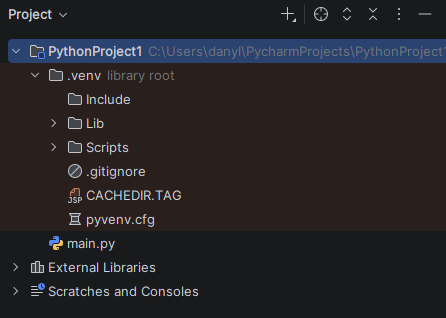 Project
PythonProject1 C:\Users\danyl\PycharmProjects\PythonProject1
.venv library root
Include
Lib
Scripts
.gitignore
JSP CACHEDIR.TAG
pyvenv.cfg
main.py
External Libraries
Scratches and Consoles